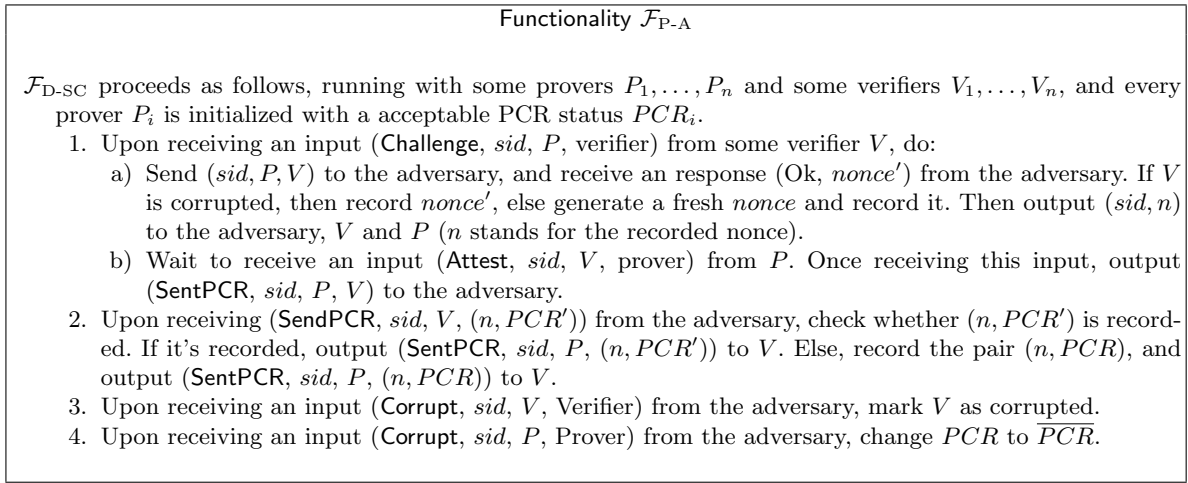 Functionality F_P-A
F_D-SC proceeds as follows, running with some provers P_1, . . . , P_n and some verifiers V_1, . . . , V_n, and every
prover P_i is initialized with a acceptable PCR status PCR_i.
1. Upon receiving an input (Challenge, sid, P, verifier) from some verifier V, do:
a) Send (sid, P, V) to the adversary, and receive an response (Ok, nonce′) from the adversary. If V
is corrupted, then record nonce′, else generate a fresh nonce and record it. Then output (sid, n)
to the adversary, V and P (n stands for the recorded nonce).
b) Wait to receive an input (Attest, sid, V, prover) from P. Once receiving this input, output
(SentPCR, sid, P, V) to the adversary.
2. Upon receiving (SendPCR, sid, V, (n, PCR′)) from the adversary, check whether (n, PCR′) is record-
ed. If it's recorded, output (SentPCR, sid, P, (n, PCR′)) to V. Else, record the pair (n, PCR), and
output (SentPCR, sid, P, (n, PCR)) to V.
3. Upon receiving an input (Corrupt, sid, V, Verifier) from the adversary, mark V as corrupted.
4. Upon receiving an input (Corrupt, sid, P, Prover) from the adversary, change PCR to P̅C̅R̅.